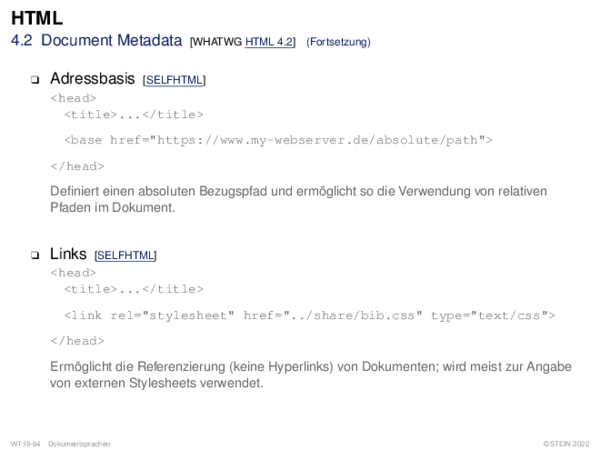 HTML
4.2 Document Metadata [WHATWG HTML 4.2] (Fortsetzung)
❑ Adressbasis [SELFHTML]
<head>
<title>...</title>
<base href="https://www.my-webserver.de/absolute/path">
</head>
Definiert einen absoluten Bezugspfad und ermöglicht so die Verwendung von relativen
Pfaden im Dokument.
❑ Links [SELFHTML]
<head>
<title>...</title>
<link rel="stylesheet" href="../share/bib.css" type="text/css">
</head>
Ermöglicht die Referenzierung (keine Hyperlinks) von Dokumenten; wird meist zur Angabe
von externen Stylesheets verwendet.
WT:III-64 Dokumentsprachen ©STEIN 2022